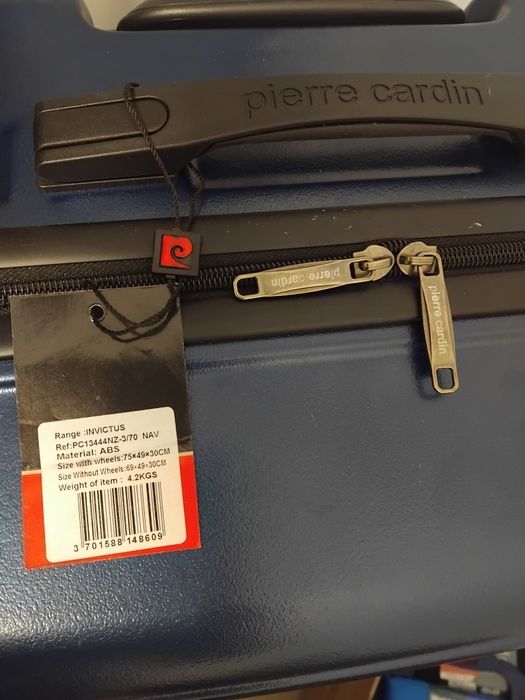 pierre cardin
pierre cardin
pierre cardin
Range :INVICTUS
Ref:PC13444NZ-3/70 NAV
Material: ABS
Size with wheels:75×49×30CM
Size Without Wheels:69×49×30CM
Weight of item : 4.2KGS
3 701588 148609